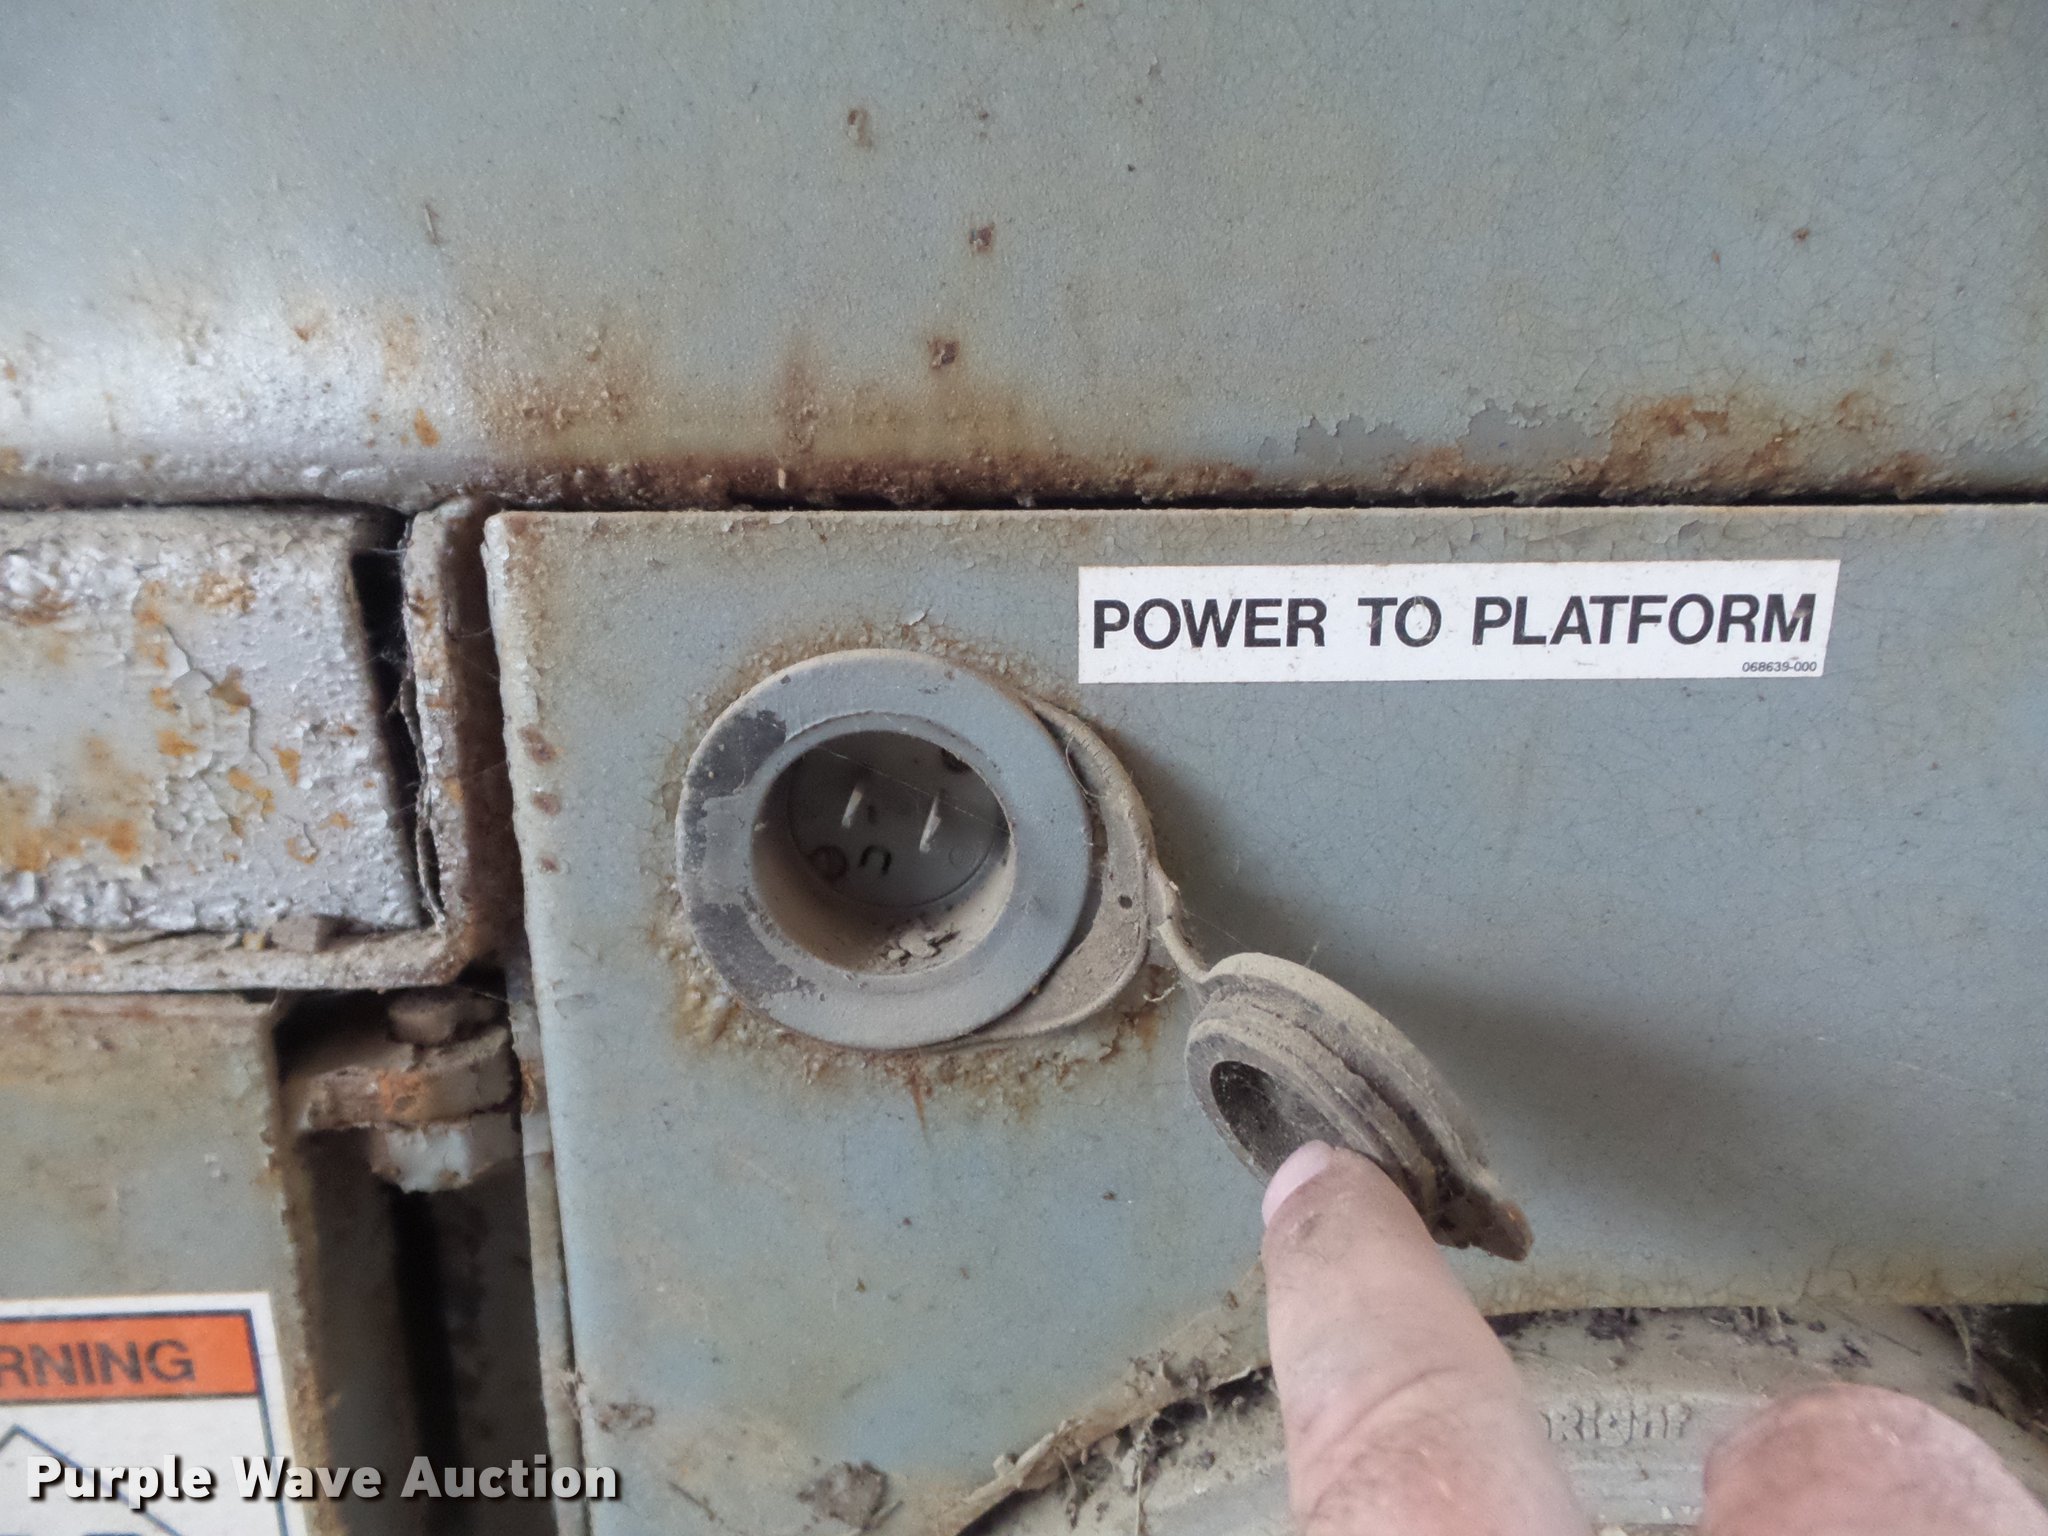 POWER TO PLATFORM
068639-000
RNING
Purple Wave Auction